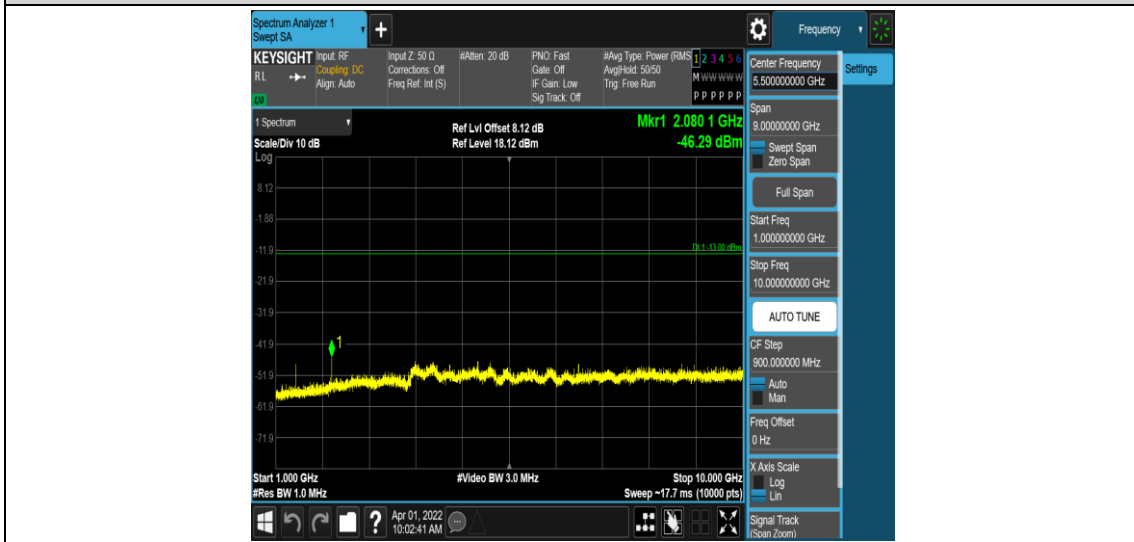 Spectrum Analyzer 1
Swept SA
+
Frequency
KEYSIGHT
RL
Input: RF
Coupling: DC
Align: Auto
Input Z: 50 Ω
Corrections: Off
Freq Ref: Int (S)
#Atten: 20 dB
PNO: Fast
Gate: Off
IF Gain: Low
Sig Track: Off
#Avg Type: Power (RMS
Avg|Hold: 50/50
Trig: Free Run
1 2 3 4 5 6
M W W W W W
P P P P P P
1 Spectrum
Scale/Div 10 dB
Log
Ref Lvl Offset 8.12 dB
Ref Level 18.12 dBm
Mkr1 2.080 1 GHz
-46.29 dBm
8.12
-1.88
-11.9
-21.9
-31.9
-41.9
-51.9
-61.9
-71.9
DL1 -13.00 dBm
1
Start 1.000 GHz
#Res BW 1.0 MHz
#Video BW 3.0 MHz
Stop 10.000 GHz
Sweep ~17.7 ms (10000 pts)
?
Apr 01, 2022
10:02:41 AM
Center Frequency
5.500000000 GHz
Settings
Span
9.00000000 GHz
Swept Span
Zero Span
Full Span
Start Freq
1.000000000 GHz
Stop Freq
10.000000000 GHz
AUTO TUNE
CF Step
900.000000 MHz
Auto
Man
Freq Offset
0 Hz
X Axis Scale
Log
Lin
Signal Track
(Span Zoom)